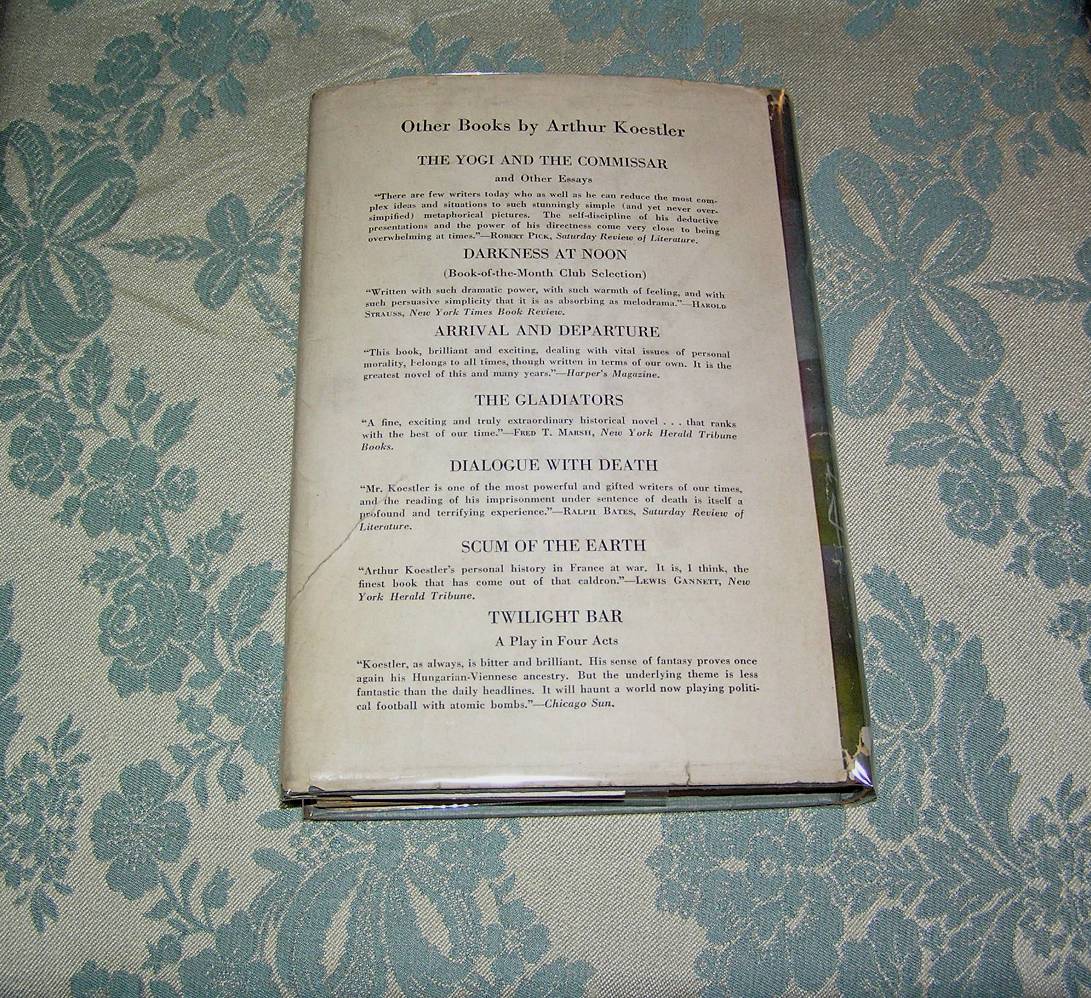 Other Books by Arthur Koestler
THE YOGI AND THE COMMISSAR
and Other Essays
"There are few writers today who as well as he can reduce the most com-
plex ideas and situations to such stunningly simple (and yet never over-
simpified) metaphorical pictures. The self-discipline of his deductive
presentations and the power of his directness come very close to being
overwhelming at times."—ROBERT PICK, Saturday Review of Literature.
DARKNESS AT NOON
(Book-of-the-Month Club Selection)
"Written with such dramatic power, with such warmth of feeling, and with
such persuasive simplicity that it is as absorbing as melodrama."—HAROLD
STRAUSS, New York Times Book Review.
ARRIVAL AND DEPARTURE
"This book, brilliant and exciting, dealing with vital issues of personal
morality, belongs to all times, though written in terms of our own. It is the
greatest novel of this and many years."—Harper's Magazine.
THE GLADIATORS
"A fine, exciting and truly extraordinary historical novel . . . that ranks
with the best of our time."—FRED T. MARSH, New York Herald Tribune
Books.
DIALOGUE WITH DEATH
"Mr. Koestler is one of the most powerful and gifted writers of our times,
and the reading of his imprisonment under sentence of death is itself a
profound and terrifying experience."—RALPH BATES, Saturday Review of
Literature.
SCUM OF THE EARTH
"Arthur Koestler's personal history in France at war. It is, I think, the
finest book that has come out of that caldron."—LEWIS GANNETT, New
York Herald Tribune.
TWILIGHT BAR
A Play in Four Acts
"Koestler, as always, is bitter and brilliant. His sense of fantasy proves once
again his Hungarian-Viennese ancestry. But the underlying theme is less
fantastic than the daily headlines. It will haunt a world now playing politi-
cal football with atomic bombs."—Chicago Sun.